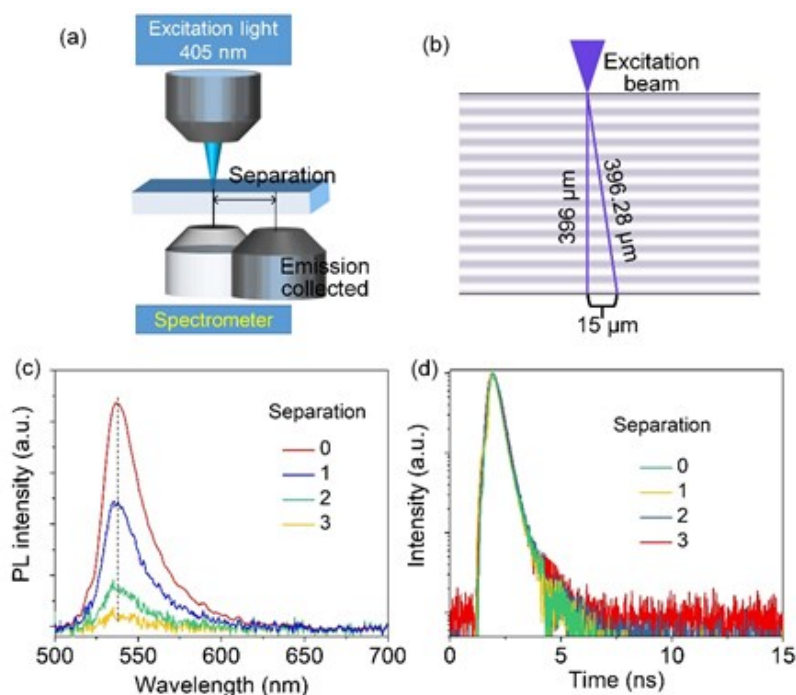 (a)
Excitation light
405 nm
Separation
Emission
collected
Spectrometer
(b)
Excitation
beam
396 µm
396.28 µm
15 µm
(c)
PL intensity (a.u.)
Separation
0
1
2
3
500 550 600 650 700
Wavelength (nm)
(d)
Intensity (a.u.)
Separation
0
1
2
3
0 5 10 15
Time (ns)